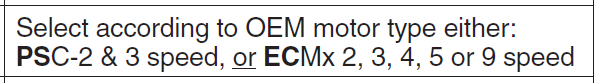 Select according to OEM motor type either:
PSC-2 & 3 speed, or ECMx 2, 3, 4, 5 or 9 speed